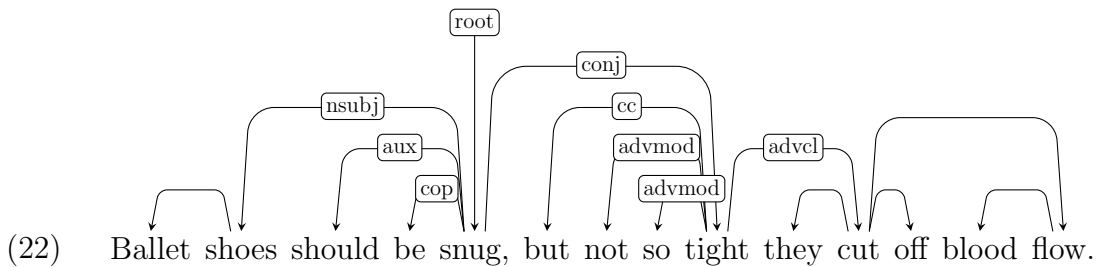 root
conj
nsubj cc
aux advmod advcl
cop advmod
(22) Ballet shoes should be snug, but not so tight they cut off blood flow.